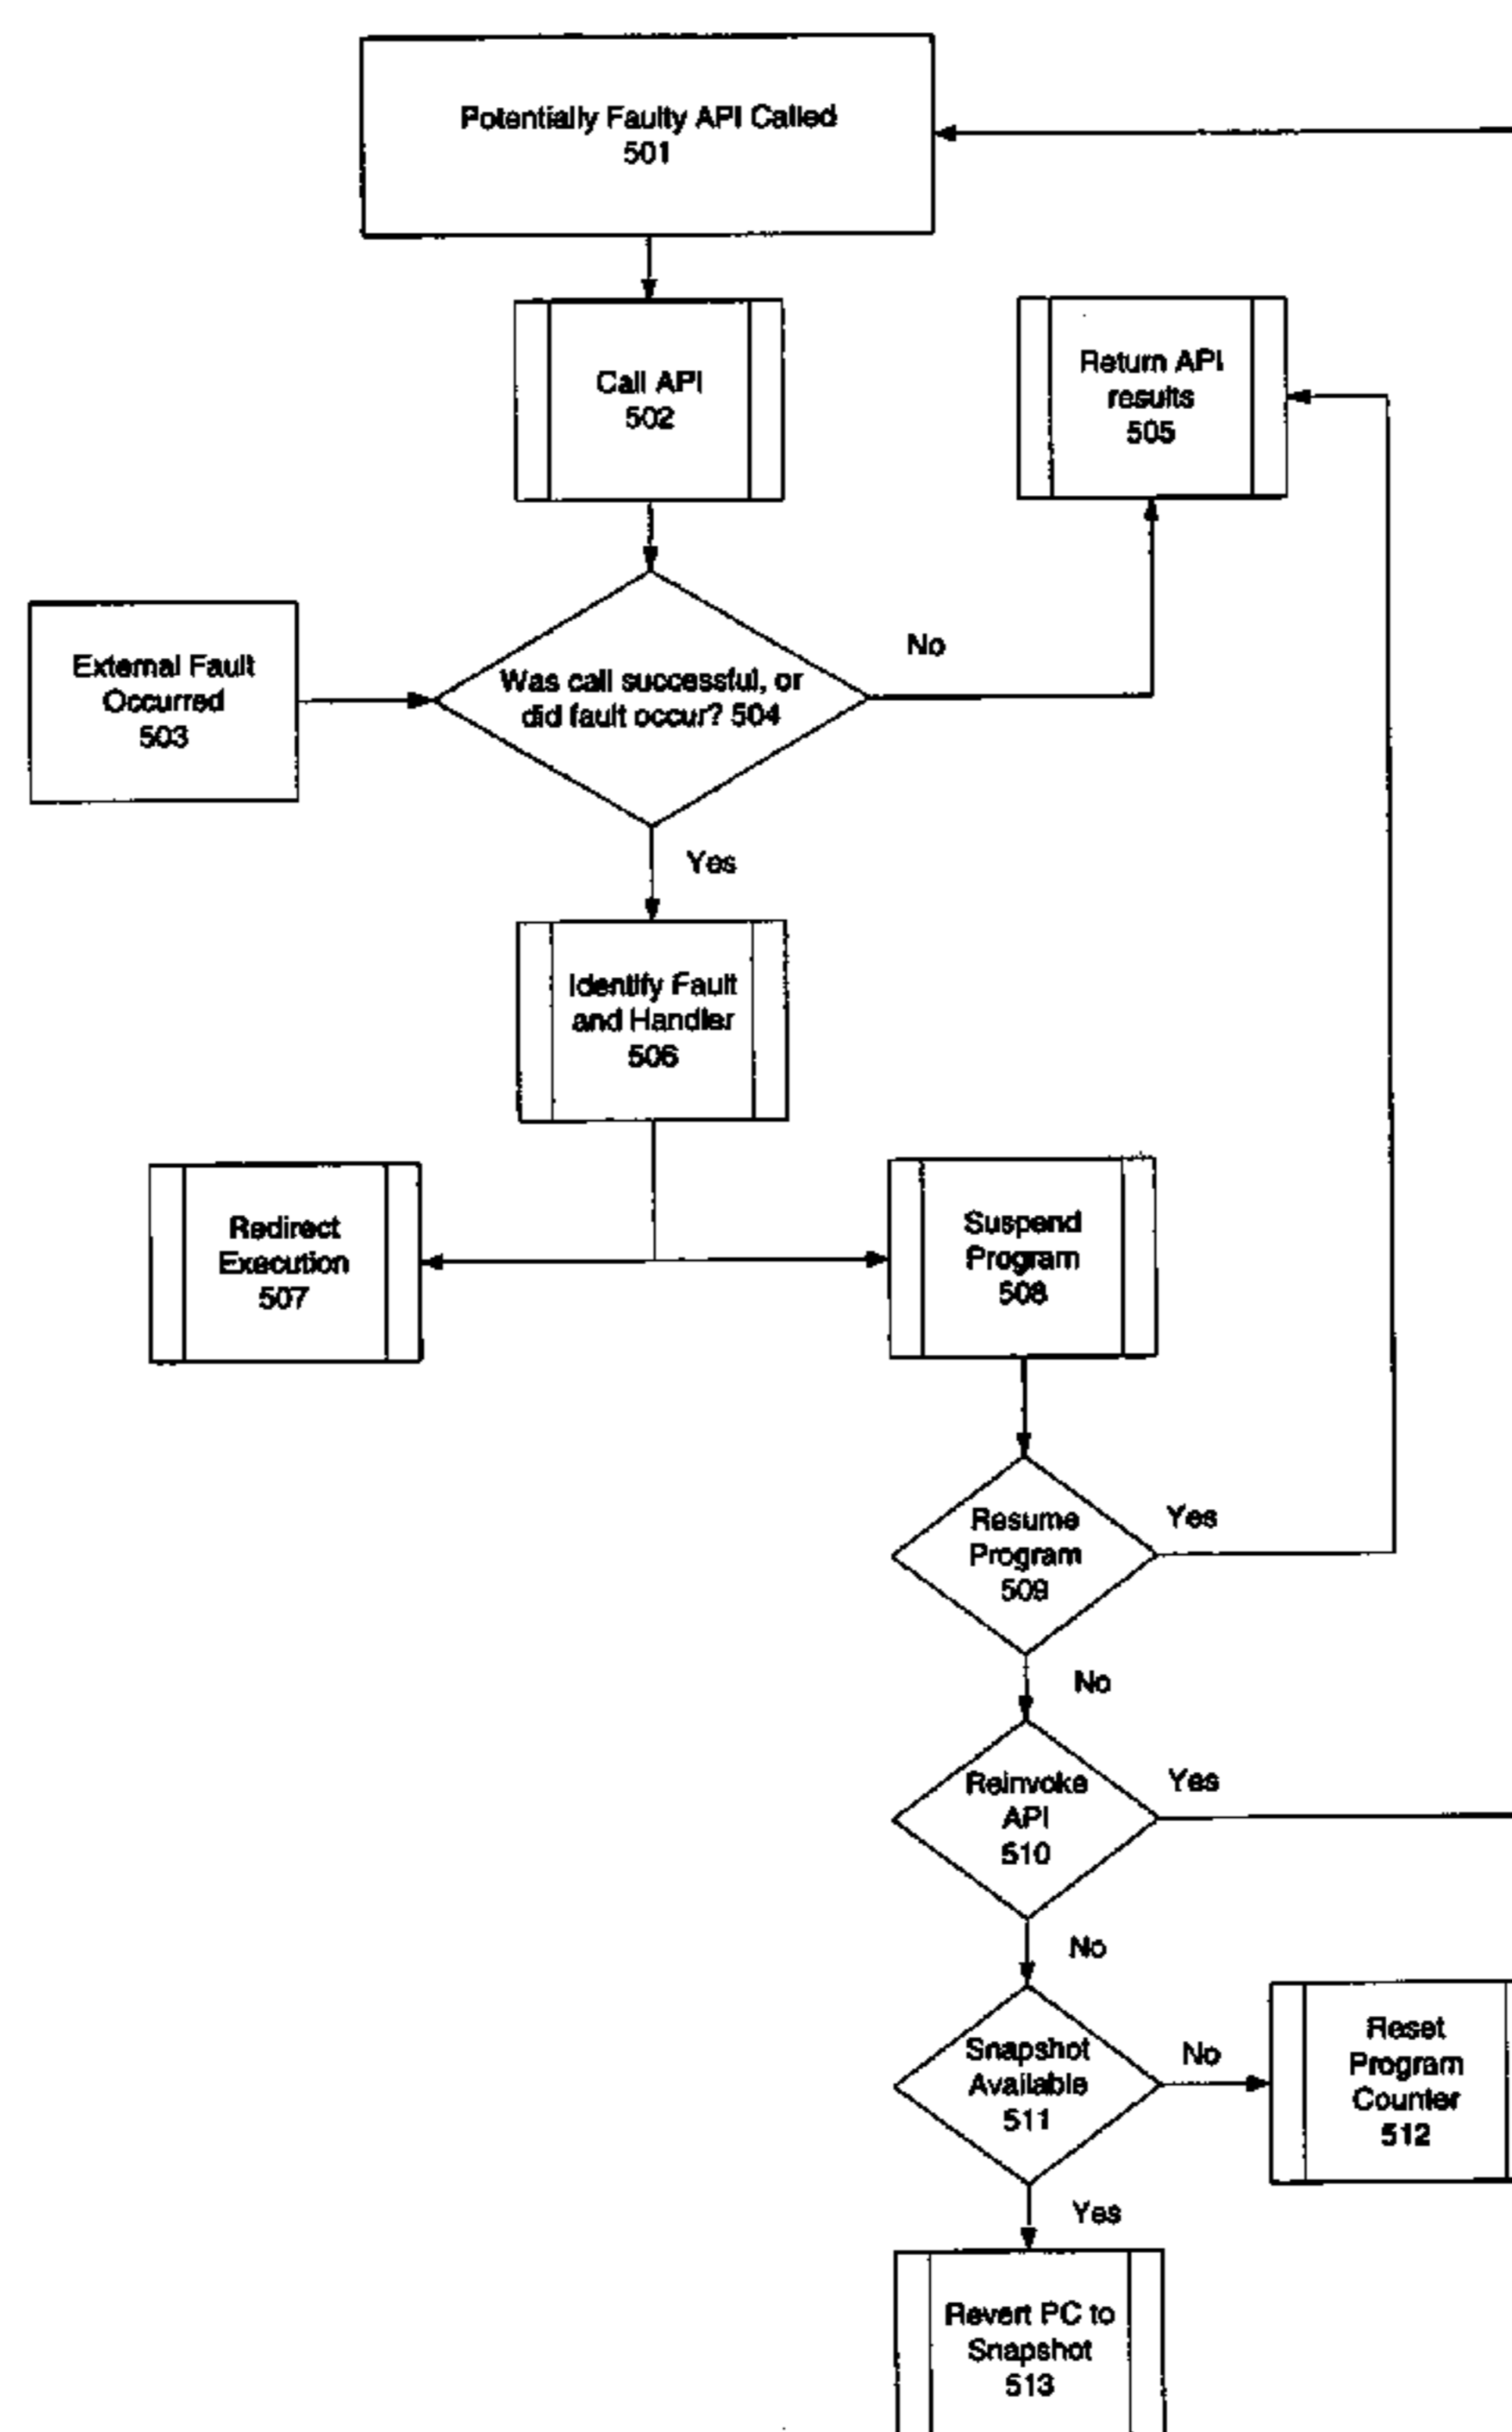 Potentially Faulty API Called
501
Call API
502
Return API
results
505
External Fault
Occurred
503
Was call successful, or
did fault occur? 504
No
Yes
Identify Fault
and Handler
506
Redirect
Execution
507
Suspend
Program
508
Resume
Program
509
Yes
No
Reinvoke
API
510
Yes
No
Snapshot
Available
511
No
Reset
Program
Counter
512
Yes
Revert PC to
Snapshot
513